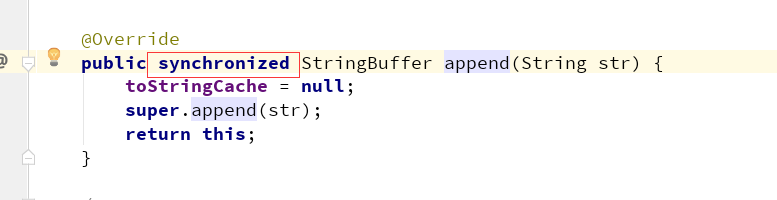 @Override
public synchronized StringBuffer append(String str) {
toStringCache = null;
super.append(str);
return this;
}